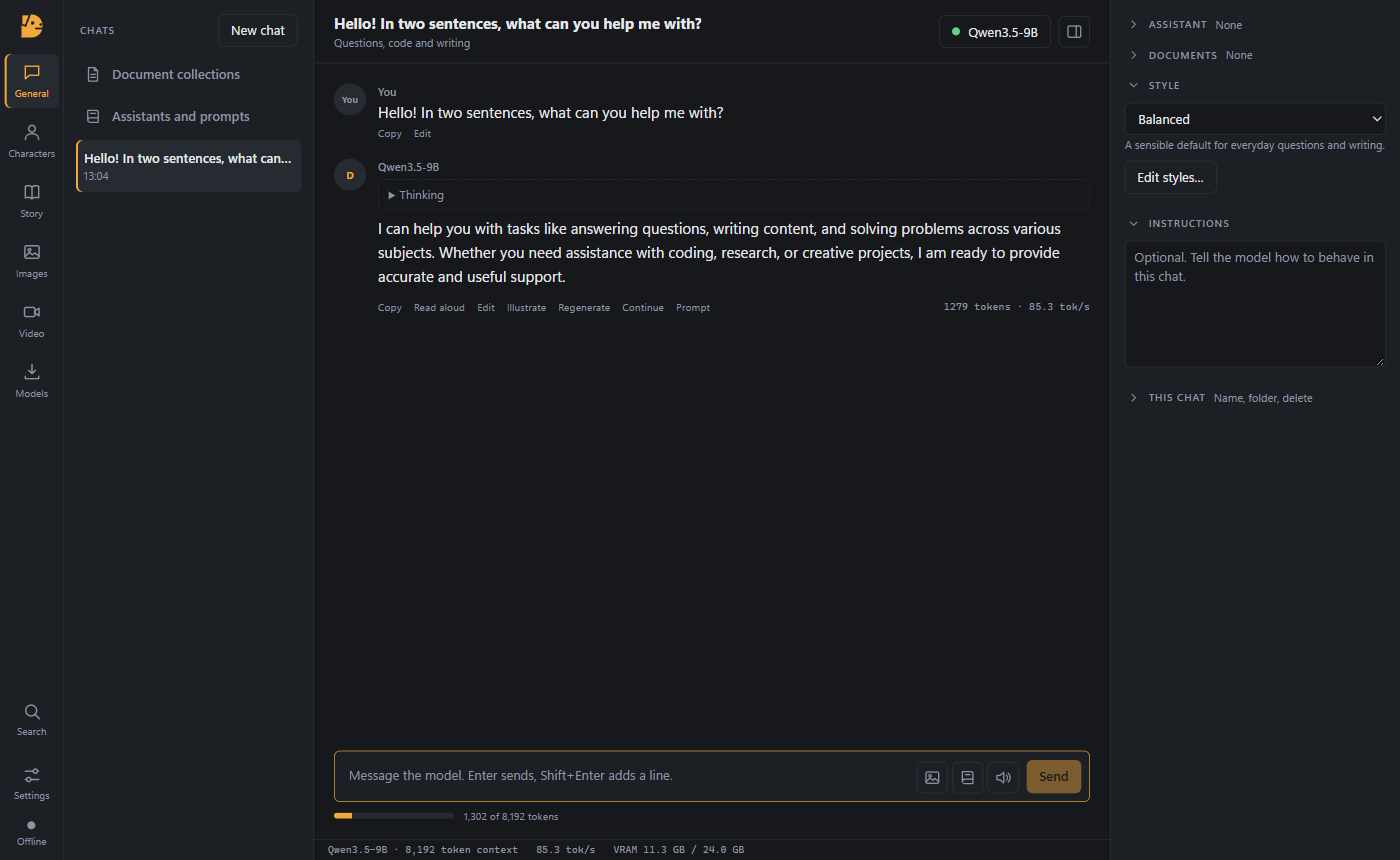 General
Characters
Story
Images
Video
Models
Search
Settings
Offline
CHATS
New chat
Document collections
Assistants and prompts
Hello! In two sentences, what can...
13:04
Hello! In two sentences, what can you help me with?
Questions, code and writing
Qwen3.5-9B
You
You
Hello! In two sentences, what can you help me with?
Copy Edit
D
Qwen3.5-9B
Thinking
I can help you with tasks like answering questions, writing content, and solving problems across various
subjects. Whether you need assistance with coding, research, or creative projects, I am ready to provide
accurate and useful support.
Copy Read aloud Edit Illustrate Regenerate Continue Prompt 1279 tokens · 85.3 tok/s
Message the model. Enter sends, Shift+Enter adds a line.
Send
1,302 of 8,192 tokens
Qwen3.5-9B · 8,192 token context 85.3 tok/s VRAM 11.3 GB / 24.0 GB
ASSISTANT None
DOCUMENTS None
STYLE
Balanced
A sensible default for everyday questions and writing.
Edit styles...
INSTRUCTIONS
Optional. Tell the model how to behave in
this chat.
THIS CHAT Name, folder, delete